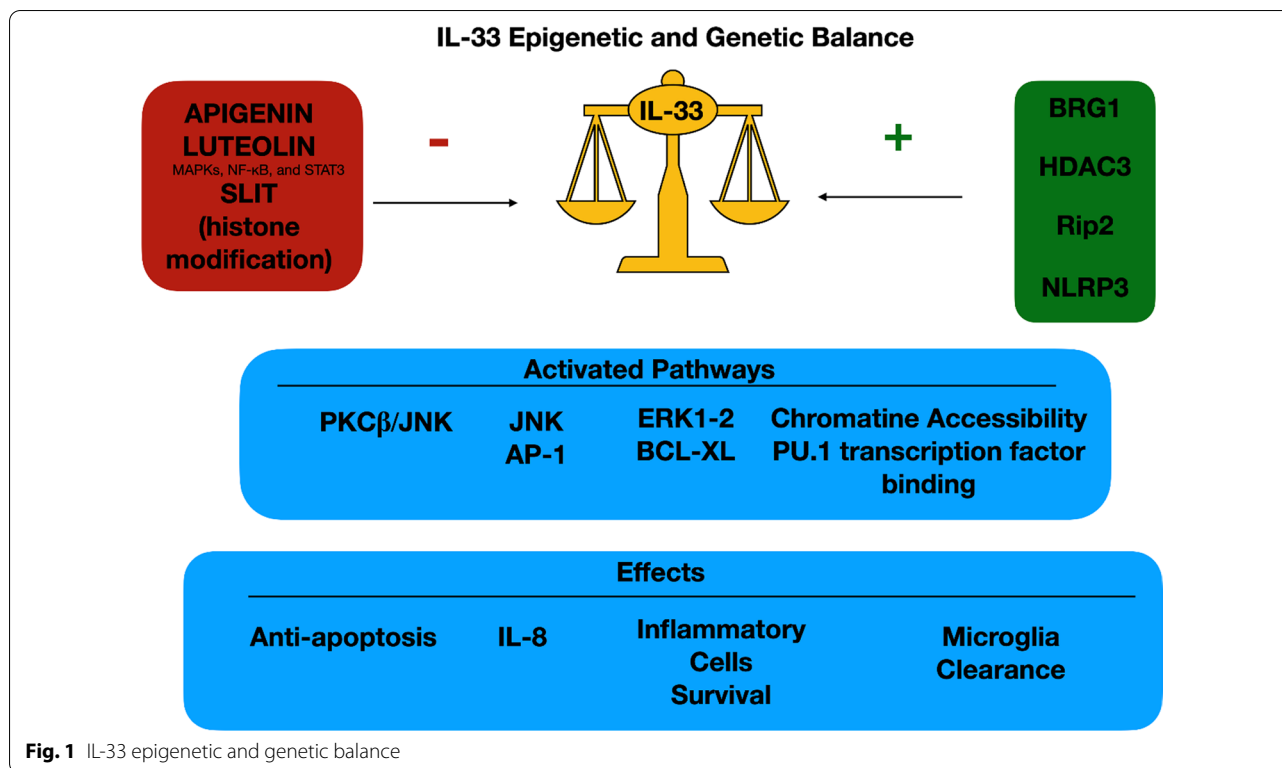 IL-33 Epigenetic and Genetic Balance
APIGENIN
LUTEOLIN
MAPKs, NF-κB, and STAT3
SLIT
(histone
modification)
-
IL-33
+
BRG1
HDAC3
Rip2
NLRP3
Activated Pathways
PKCβ/JNK
JNK
AP-1
ERK1-2
BCL-XL
Chromatine Accessibility
PU.1 transcription factor
binding
Effects
Anti-apoptosis
IL-8
Inflammatory
Cells
Survival
Microglia
Clearance
Fig. 1 IL-33 epigenetic and genetic balance